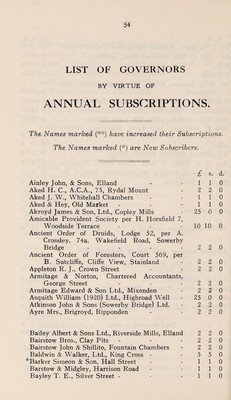 54
LIST OF GOVERNORS
BY VIRTUE OF
ANNUAL SUBSCRIPTIONS.
The Names marked (**) have increased their Subscriptions.
The Names marked (*) are New Subscribers.
£ s. d.
Ainley John, & Sons, Elland - - 1 1 0
Aked H. C., A.C.A., 75, Rydal Mount - 2 2 0
Aked J. W., Whitehall Chambers - - 1 1 0
Aked & Hey, Old Market - - - 1 1 0
Akroyd James & Son, Ltd., Copley Mills - 25 0 0
Amicable Provident Society per H. Horsfield 7,
Woodside Terrace - - - 10 10 0
Ancient Order of Druids, Lodge 52, per A.
Crossley, 74a, Wakefield Road, Sowerby
Bridge - - - - 2 2 0
Ancient Order of Foresters, Court 569, per
B. Sutcliffe, Cliffe View, Stainland - 2 2 0
Appleton R. J., Crown Street - - 2 2 0
Armitage & Norton, Chartered Accountants,
George Street - - - 2 2 0
Armitage Edward & Son Ltd., Mixenden - 2 2 0
Asquith William (1920) Ltd., Highroad Well - 25 0 0
Atkinson John & Sons (Sowerby Bridge) Ltd. - 2 2 0
Ayre Mrs., Brigroyd, Ripponden - - 2 2 0
Bailey Albert & Sons Ltd., Riverside Mills, Elland 2 2 0
Bairstow Bros., Clay Pits - - - 2 2 0
Bairstow John & Shillito, Fountain Chambers - 2 2 0
Baldwin & Walker, Ltd., King Cross - - 5 5 0
*Barker Simeon & Son, Hall Street - - 1 1 0
Barstow & Midgley, Harrison Road - - 1 1 0
Bayley T. E., Silver Street - - - 1 1 0